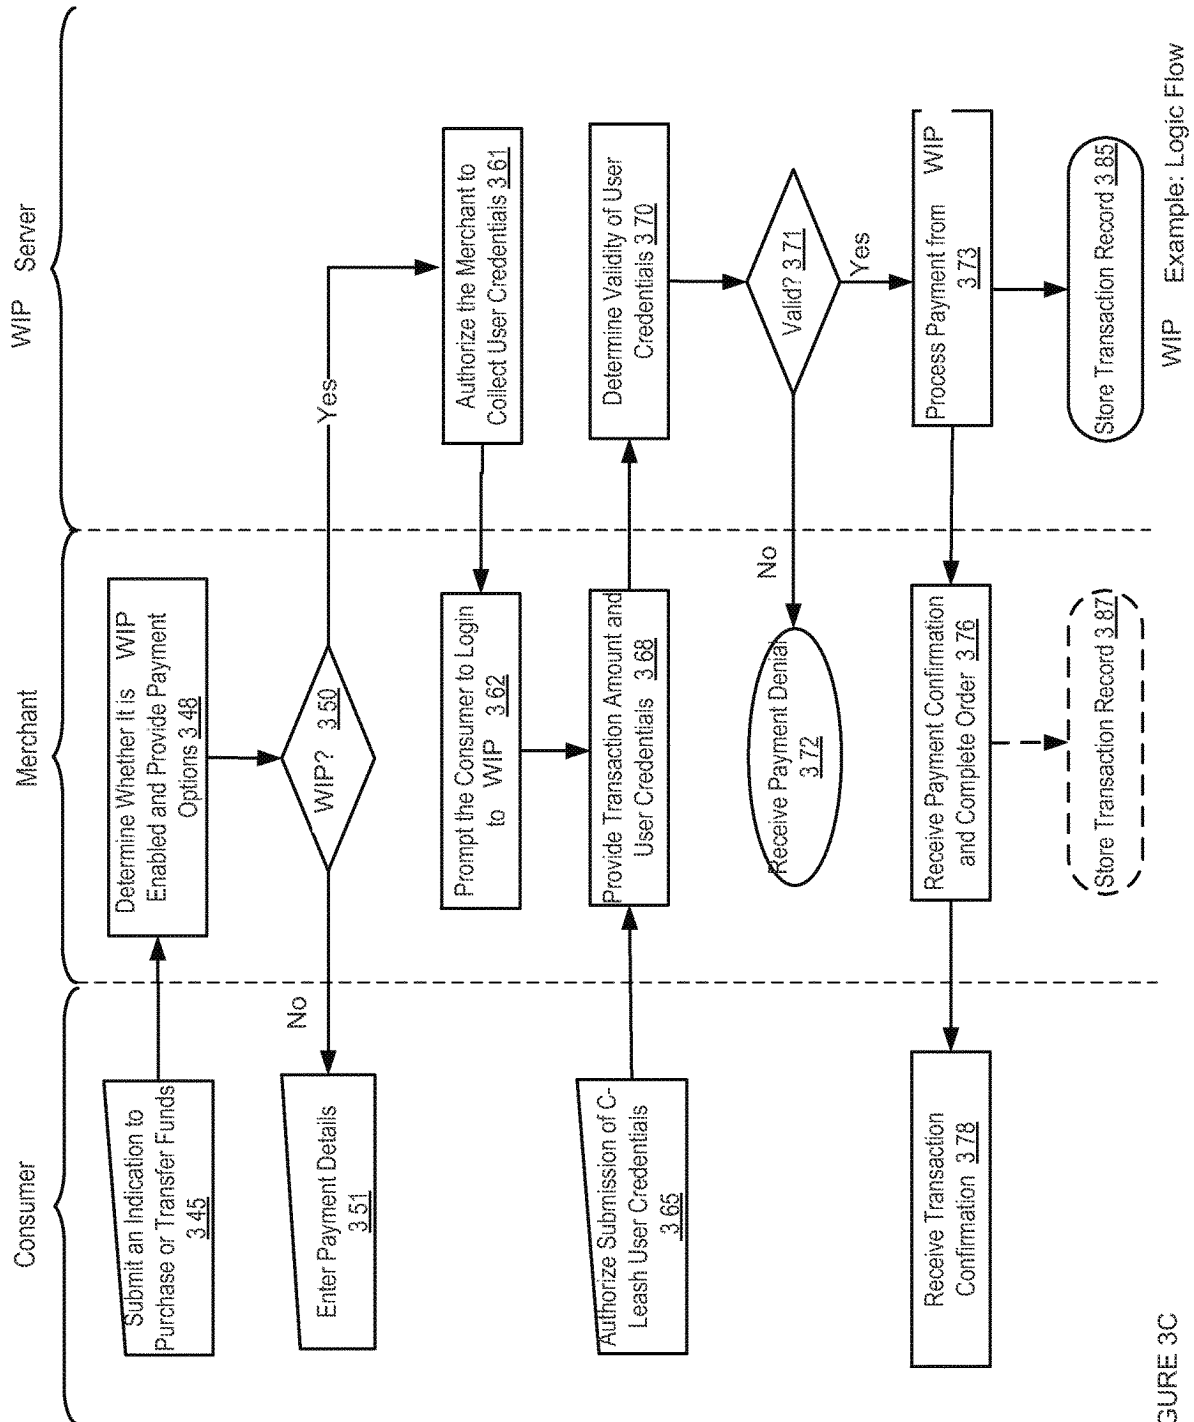 Consumer
Merchant
WIP Server
Submit an Indication to
Purchase or Transfer Funds
3 45
Determine Whether It is WIP
Enabled and Provide Payment
Options 3 48
WIP? 3 50
No
Yes
Enter Payment Details
3 51
Authorize the Merchant to
Collect User Credentials 3 61
Prompt the Consumer to Login
to WIP 3 62
Authorize Submission of C-
Leash User Credentials
3 65
Provide Transaction Amount and
User Credentials 3 68
Determine Validity of User
Credentials 3 70
Valid? 3 71
No
Yes
Receive Payment Denial
3 72
Process Payment from WIP
3 73
Receive Payment Confirmation
and Complete Order 3 76
Receive Transaction
Confirmation 3 78
Store Transaction Record 3 87
Store Transaction Record 3 85
GURE 3C
WIP Example: Logic Flow